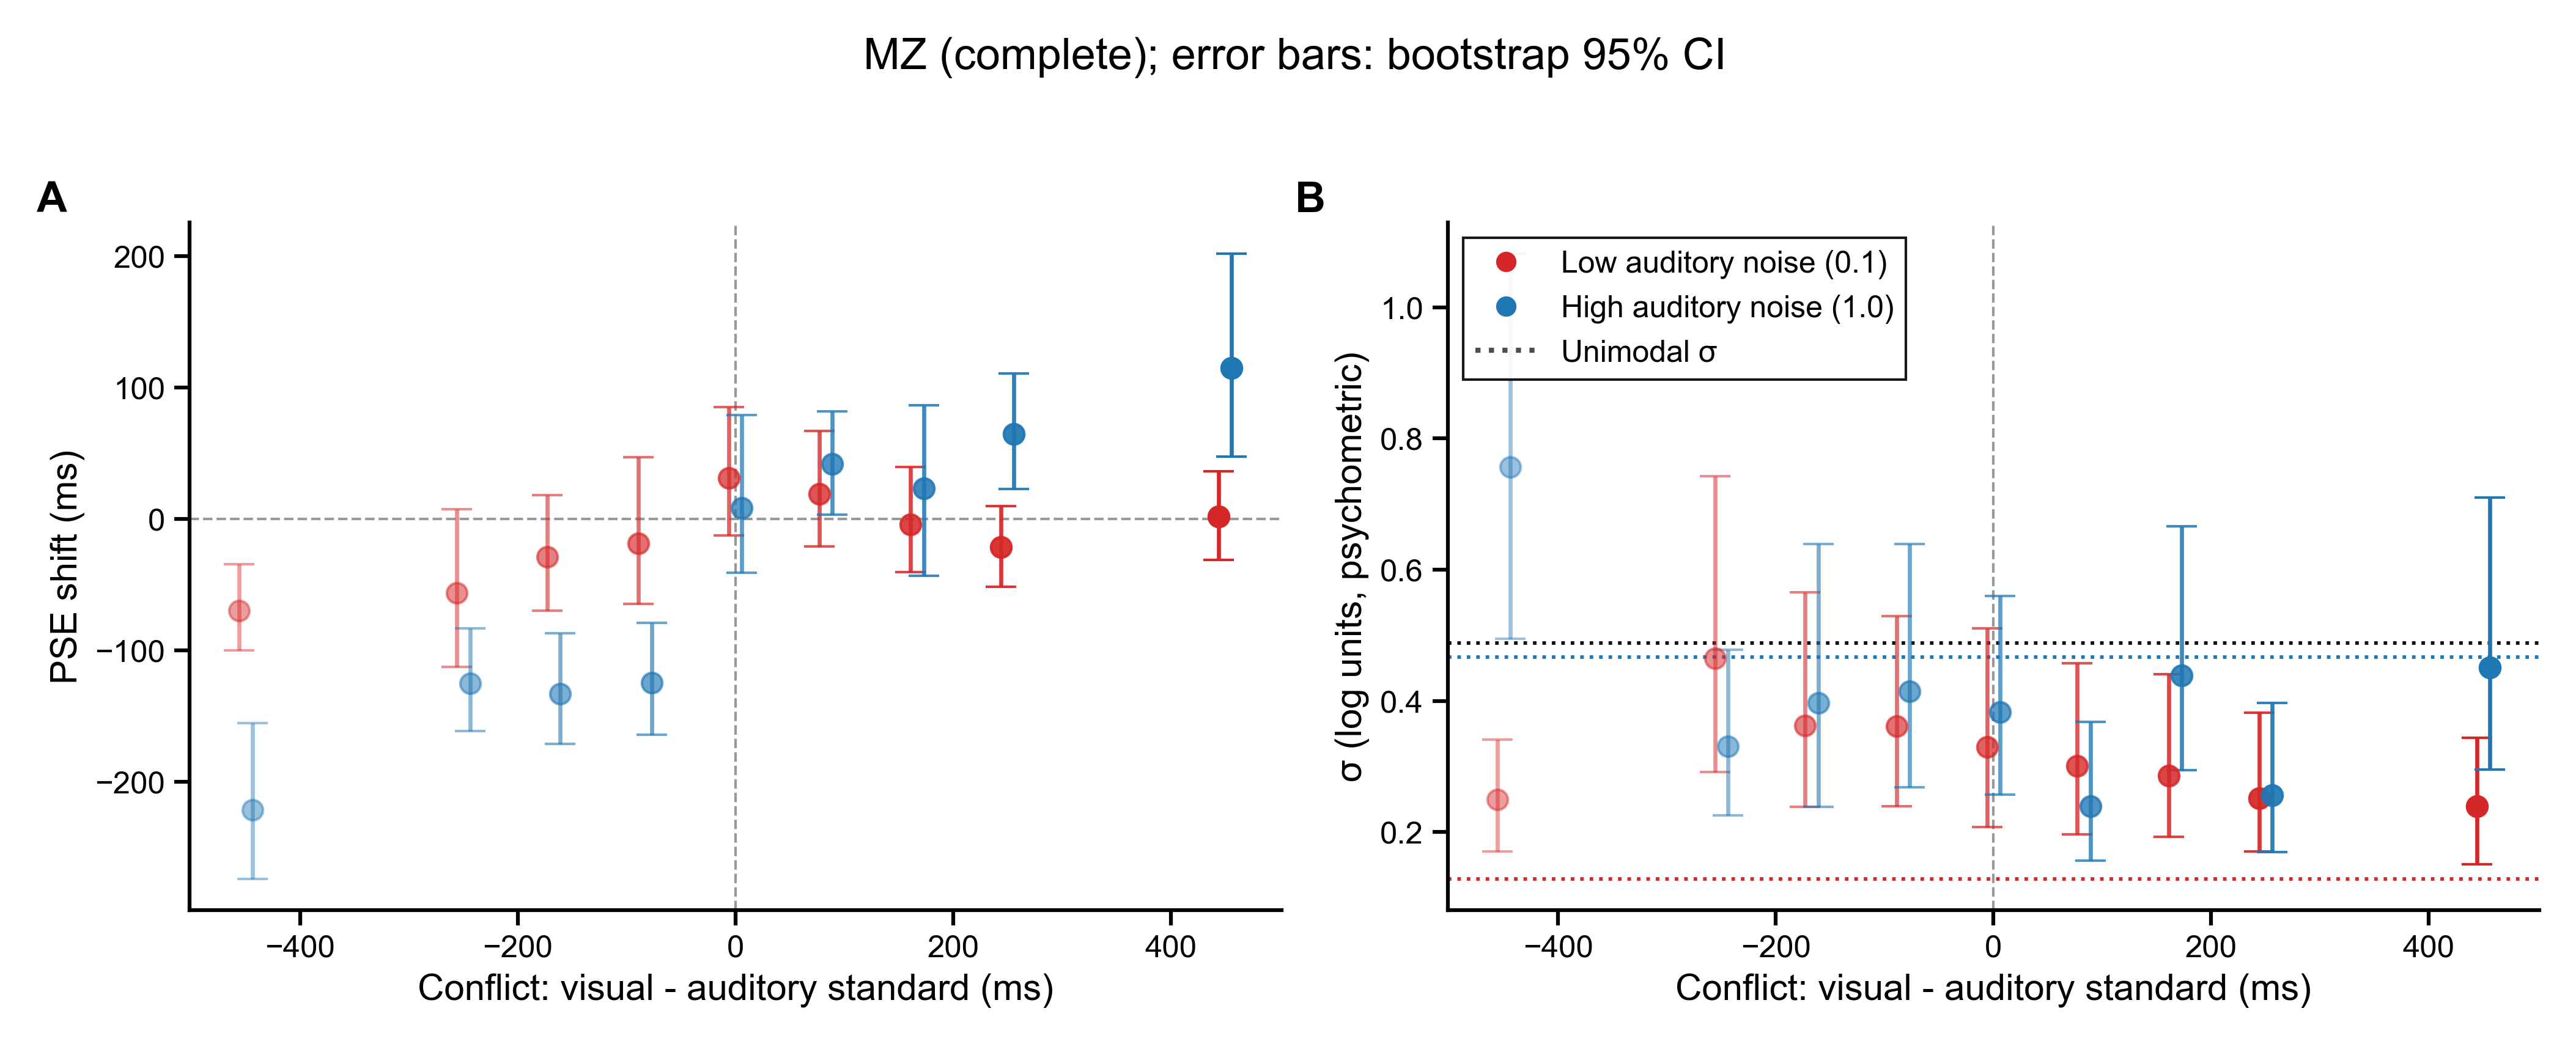 MZ (complete); error bars: bootstrap 95% CI
A
PSE shift (ms)
200
100
0
−100
−200
−400
−200
0
200
400
Conflict: visual - auditory standard (ms)
B
σ (log units, psychometric)
1.0
0.8
0.6
0.4
0.2
Low auditory noise (0.1)
High auditory noise (1.0)
Unimodal σ
−400
−200
0
200
400
Conflict: visual - auditory standard (ms)